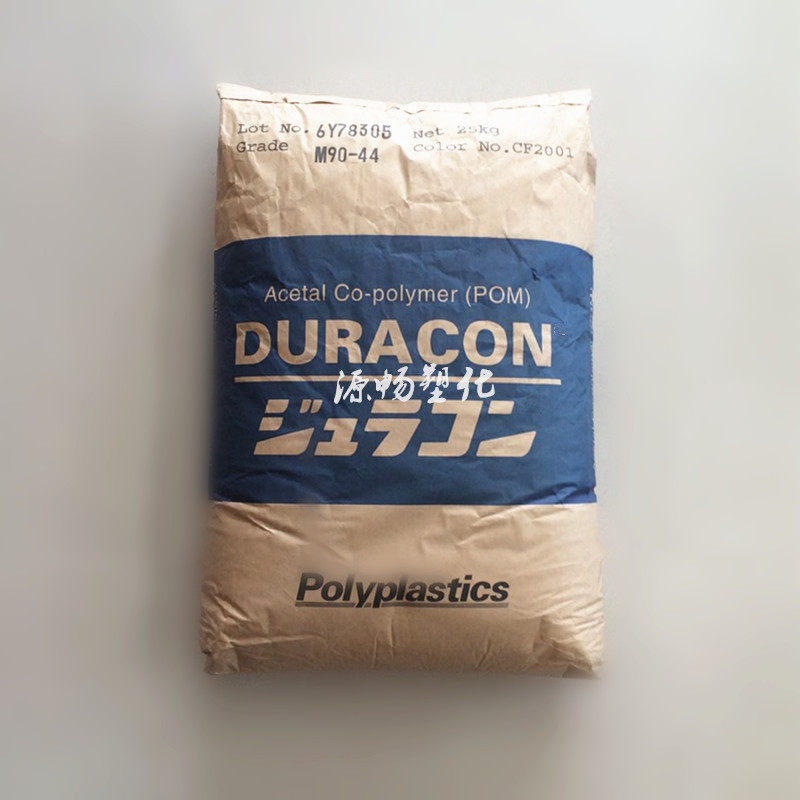 Lot No. 6Y78305 Net 25kg
Grade M90-44 Color No.CF2001
Acetal Co-polymer (POM)
DURACON
源畅塑化
ジュラコン
Polyplastics